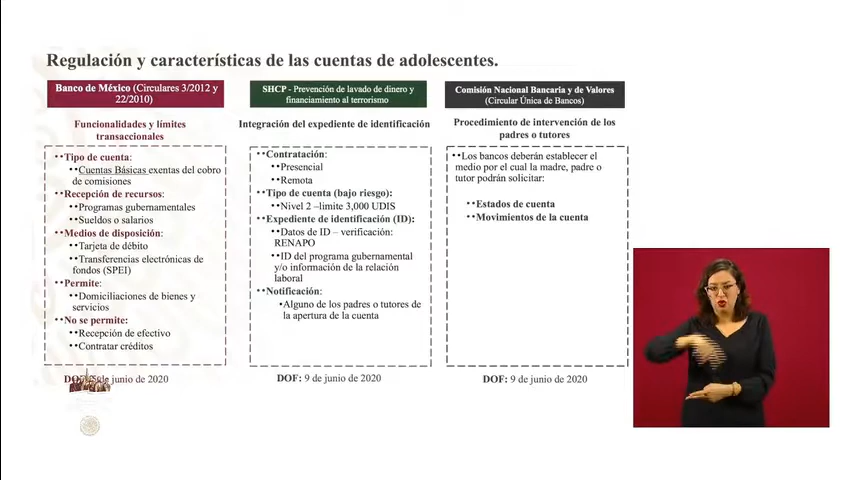 Regulación y características de las cuentas de adolescentes.
Banco de México (Circulares 3/2012 y
22/2010)
Funcionalidades y límites
transaccionales
••Tipo de cuenta:
••Cuentas Básicas exentas del cobro
de comisiones
••Recepción de recursos:
••Programas gubernamentales
••Sueldos o salarios
••Medios de disposición:
••Tarjeta de débito
••Transferencias electrónicas de
fondos (SPEI)
••Permite:
••Domiciliaciones de bienes y
servicios
••No se permite:
••Recepción de efectivo
••Contratar créditos
de junio de 2020
SHCP - Prevención de lavado de dinero y
financiamiento al terrorismo
Integración del expediente de identificación
••Contratación:
••Presencial
••Remota
••Tipo de cuenta (bajo riesgo):
••Nivel 2 –limite 3,000 UDIS
••Expediente de identificación (ID):
••Datos de ID – verificación:
RENAPO
••ID del programa gubernamental
y/o información de la relación
laboral
••Notificación:
•Alguno de los padres o tutores de
la apertura de la cuenta
DOF: 9 de junio de 2020
Comisión Nacional Bancaria y de Valores
(Circular Única de Bancos)
Procedimiento de intervención de los
padres o tutores
••Los bancos deberán establecer el
medio por el cual la madre, padre o
tutor podrán solicitar:
••Estados de cuenta
••Movimientos de la cuenta
DOF: 9 de junio de 2020